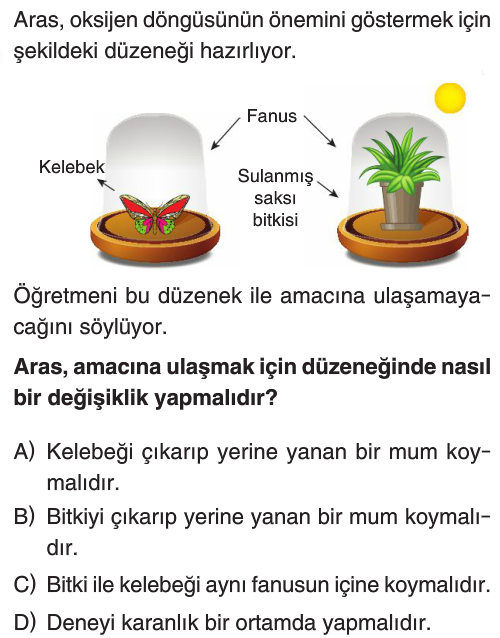 Aras, oksijen döngüsünün önemini göstermek için
şekildeki düzeneği hazırlıyor.
Fanus
Kelebek
Sulanmış
saksı
bitkisi
Öğretmeni bu düzenek ile amacına ulaşamaya-
cağını söylüyor.
Aras, amacına ulaşmak için düzeneğinde nasıl
bir değişiklik yapmalıdır?
A) Kelebeği çıkarıp yerine yanan bir mum koy-
malıdır.
B) Bitkiyi çıkarıp yerine yanan bir mum koymalı-
dır.
C) Bitki ile kelebeği aynı fanusun içine koymalıdır.
D) Deneyi karanlık bir ortamda yapmalıdır.